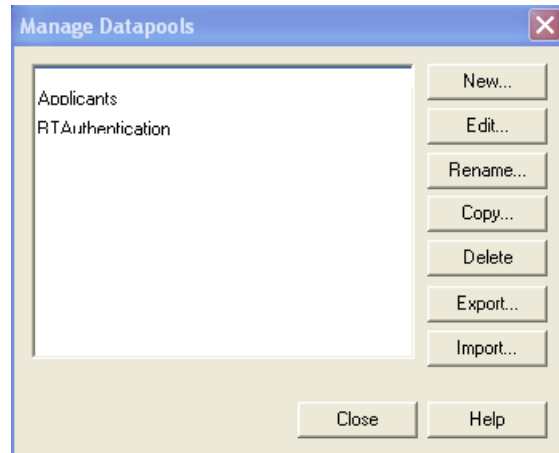 Manage Datapools
Applicants
RTAuthentication
New...
Edit...
Rename...
Copy...
Delete
Export...
Import...
Close
Help